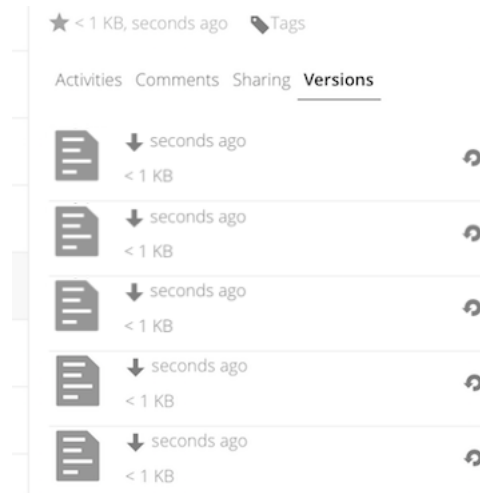 < 1 KB, seconds ago Tags
Activities Comments Sharing Versions
seconds ago
< 1 KB
seconds ago
< 1 KB
seconds ago
< 1 KB
seconds ago
< 1 KB
seconds ago
< 1 KB